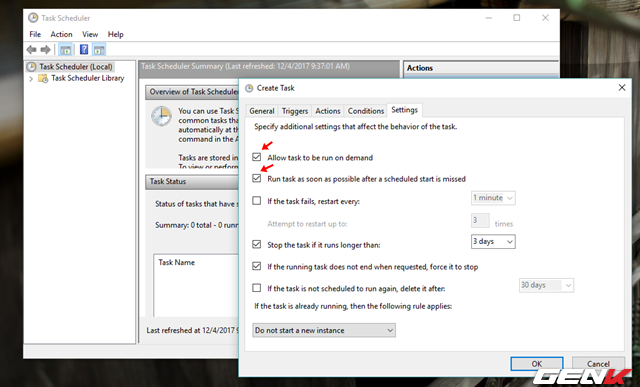 Task Scheduler
File Action View Help
Task Scheduler (Local)
Task Scheduler Library
Task Scheduler Summary (Last refreshed: 12/4/2017 9:37:01 AM)
Actions
Overview of Task Scheduler
You can use Task S
common tasks tha
automatically at th
command in the A
Tasks are stored in
Task Status
Status of tasks that have s
Summary: 0 total - 0 runn
Task Name
Last refreshed at 12/4/2017 9
Create Task
General Triggers Actions Conditions Settings
Specify additional settings that affect the behavior of the task.
Allow task to be run on demand
Run task as soon as possible after a scheduled start is missed
If the task fails, restart every: 1 minute
Attempt to restart up to: 3 times
Stop the task if it runs longer than: 3 days
If the running task does not end when requested, force it to stop
If the task is not scheduled to run again, delete it after: 30 days
If the task is already running, then the following rule applies:
Do not start a new instance
OK Cancel
GENK